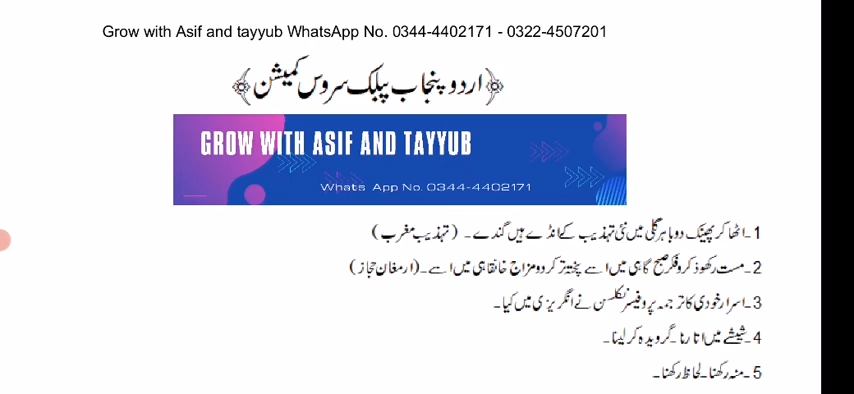 Grow with Asif and tayyub WhatsApp No. 0344-4402171 - 0322-4507201
﴿اردو پنجاب پبلک سروس کمیشن﴾
GROW WITH ASIF AND TAYYUB
Whats App No. 0344-4402171
1۔اٹھا کر پھینک دو باہر گلی میں نئی تہذیب کے انڈے ہیں گندے۔ (تہذیب مغرب)
2۔مست رکھو ذکر و فکر صبح گاہی میں اسے پختہ تر کر دو مزاج خانقاہی میں اسے۔(ارمغان حجاز)
3۔اسرار خودی کا ترجمہ پروفیسر نکلسن نے انگریزی میں کیا۔
4۔شیشے میں اتارنا۔گرویدہ کر لینا۔
5۔منہ رکھنا۔لحاظ رکھنا۔